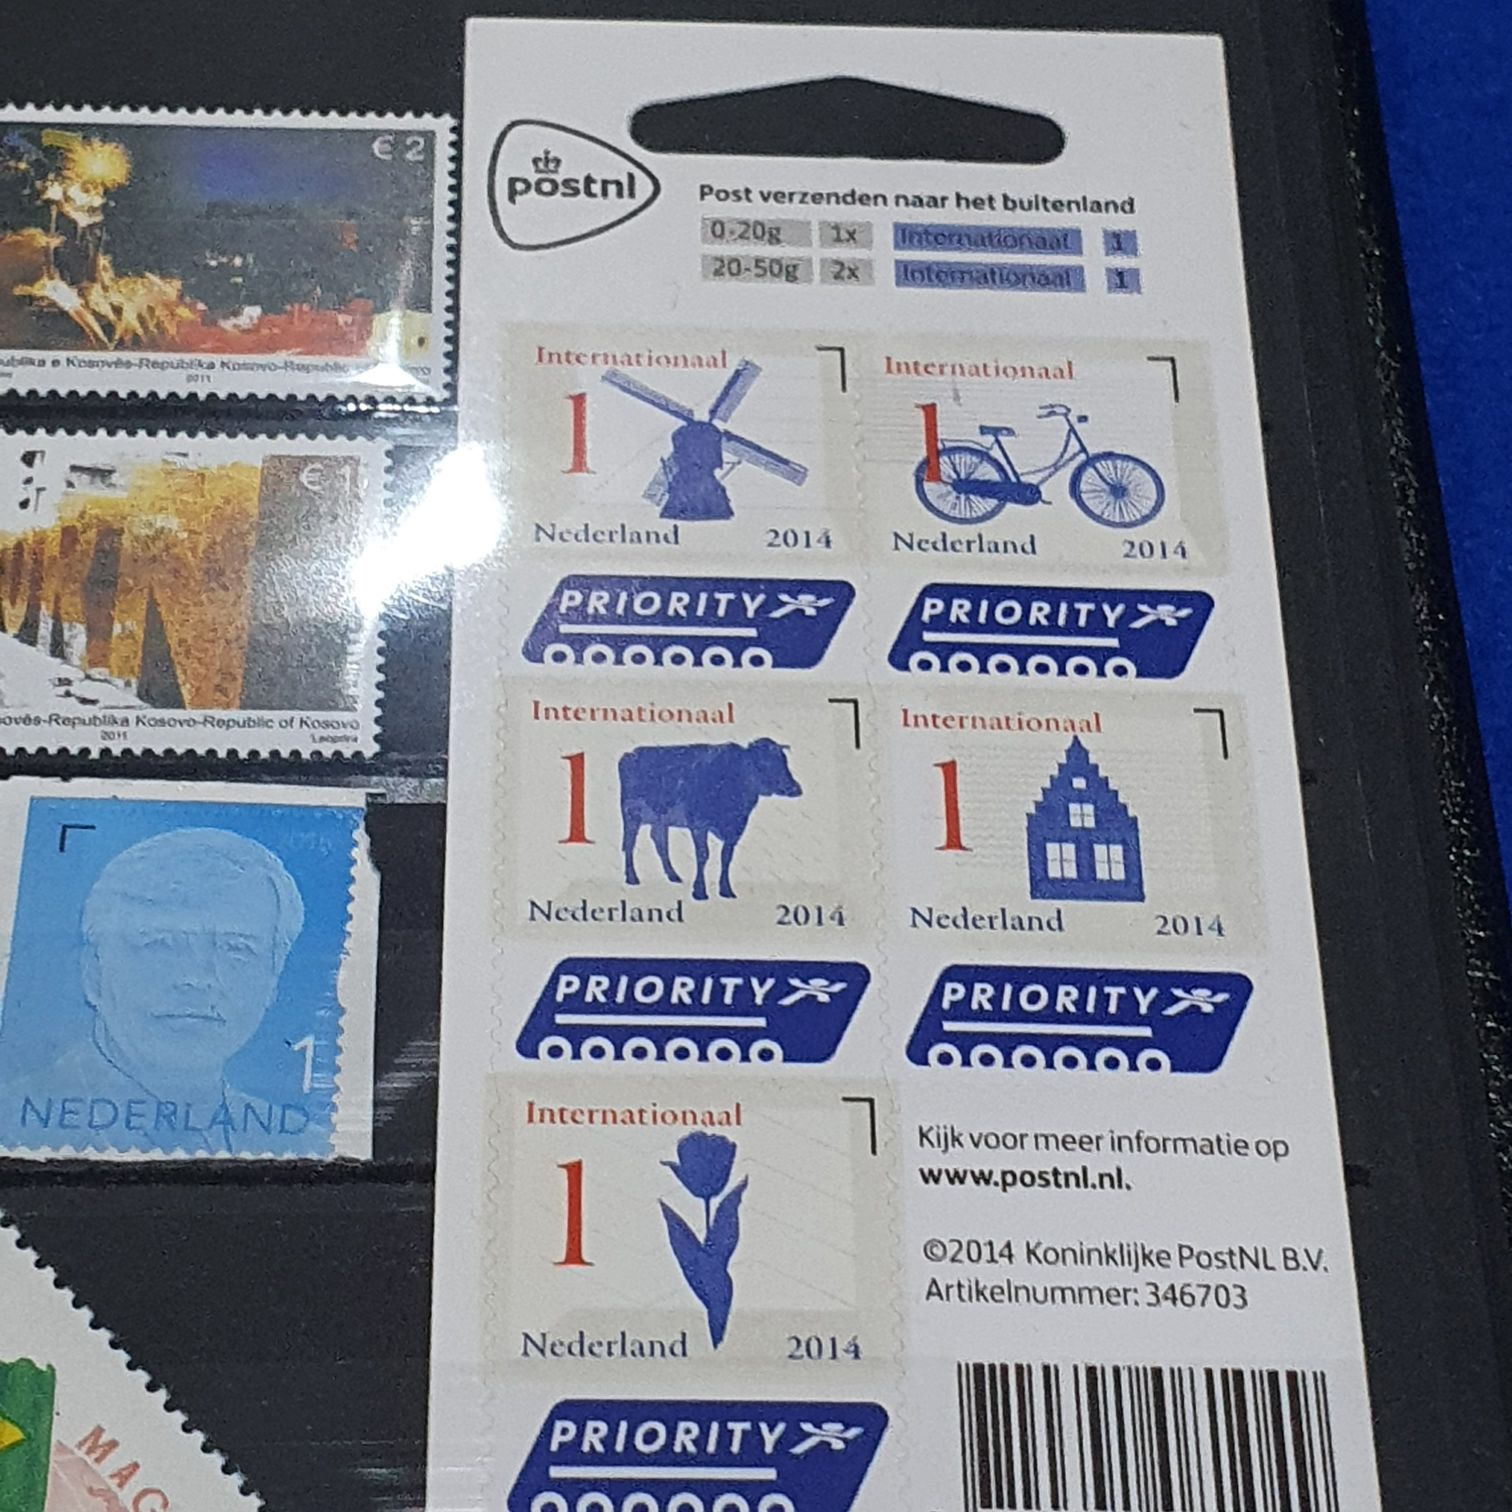 €2
Republika Kosovo-Republic
2011
€1
Republika Kosovo-Republic of Kosovo
2011
1
NEDERLAND
MAG
postnl
Post verzenden naar het buitenland
0-20g 1x Internationaal 1
20-50g 2x Internationaal 1
Internationaal
1
Nederland 2014
PRIORITY
Internationaal
1
Nederland 2014
PRIORITY
Internationaal
1
Nederland 2014
PRIORITY
Internationaal
1
Nederland 2014
PRIORITY
Internationaal
1
Nederland 2014
PRIORITY
Kijk voor meer informatie op
www.postnl.nl.
©2014 Koninklijke PostNL B.V.
Artikelnummer: 346703